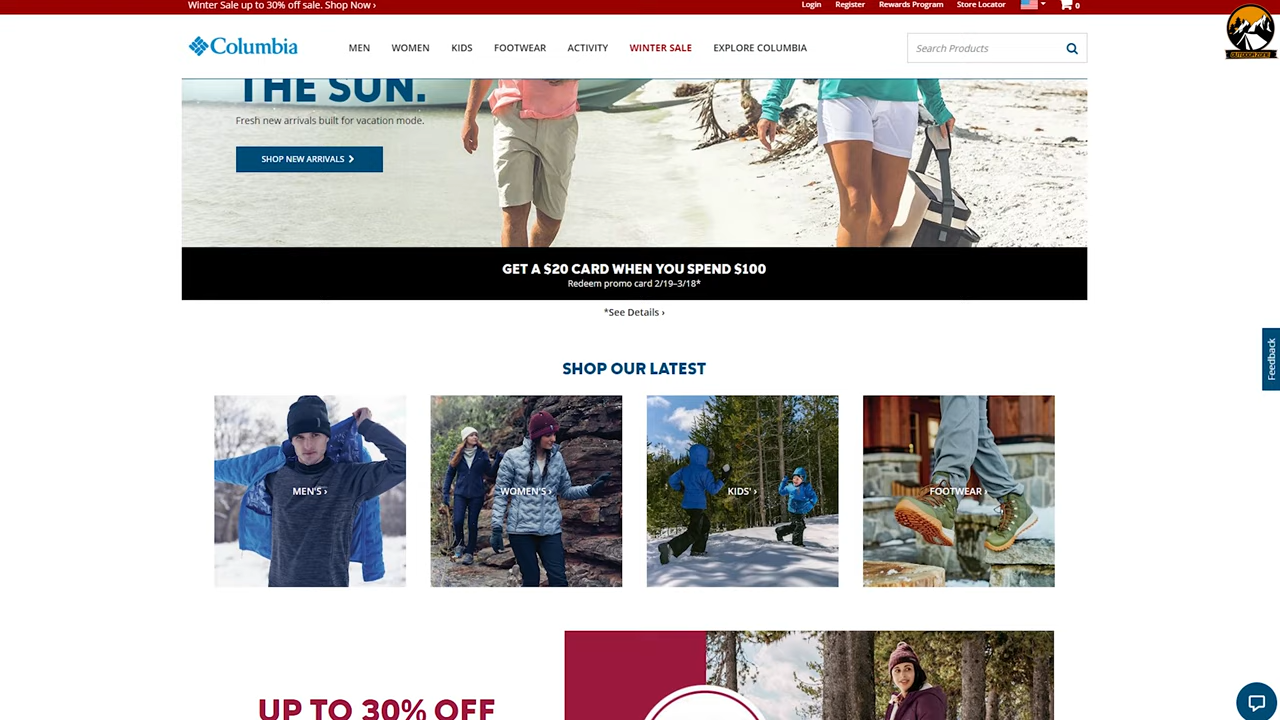 Winter Sale up to 30% off sale. Shop Now ›
Login Register Rewards Program Store Locator 0
Columbia
MEN WOMEN KIDS FOOTWEAR ACTIVITY WINTER SALE EXPLORE COLUMBIA
Search Products
OUTDOOR ZONE
THE SUN.
Fresh new arrivals built for vacation mode.
SHOP NEW ARRIVALS
GET A $20 CARD WHEN YOU SPEND $100
Redeem promo card 2/19–3/18*
*See Details ›
Feedback
SHOP OUR LATEST
MEN'S ›
WOMEN'S ›
KIDS' ›
FOOTWEAR ›
UP TO 30% OFF